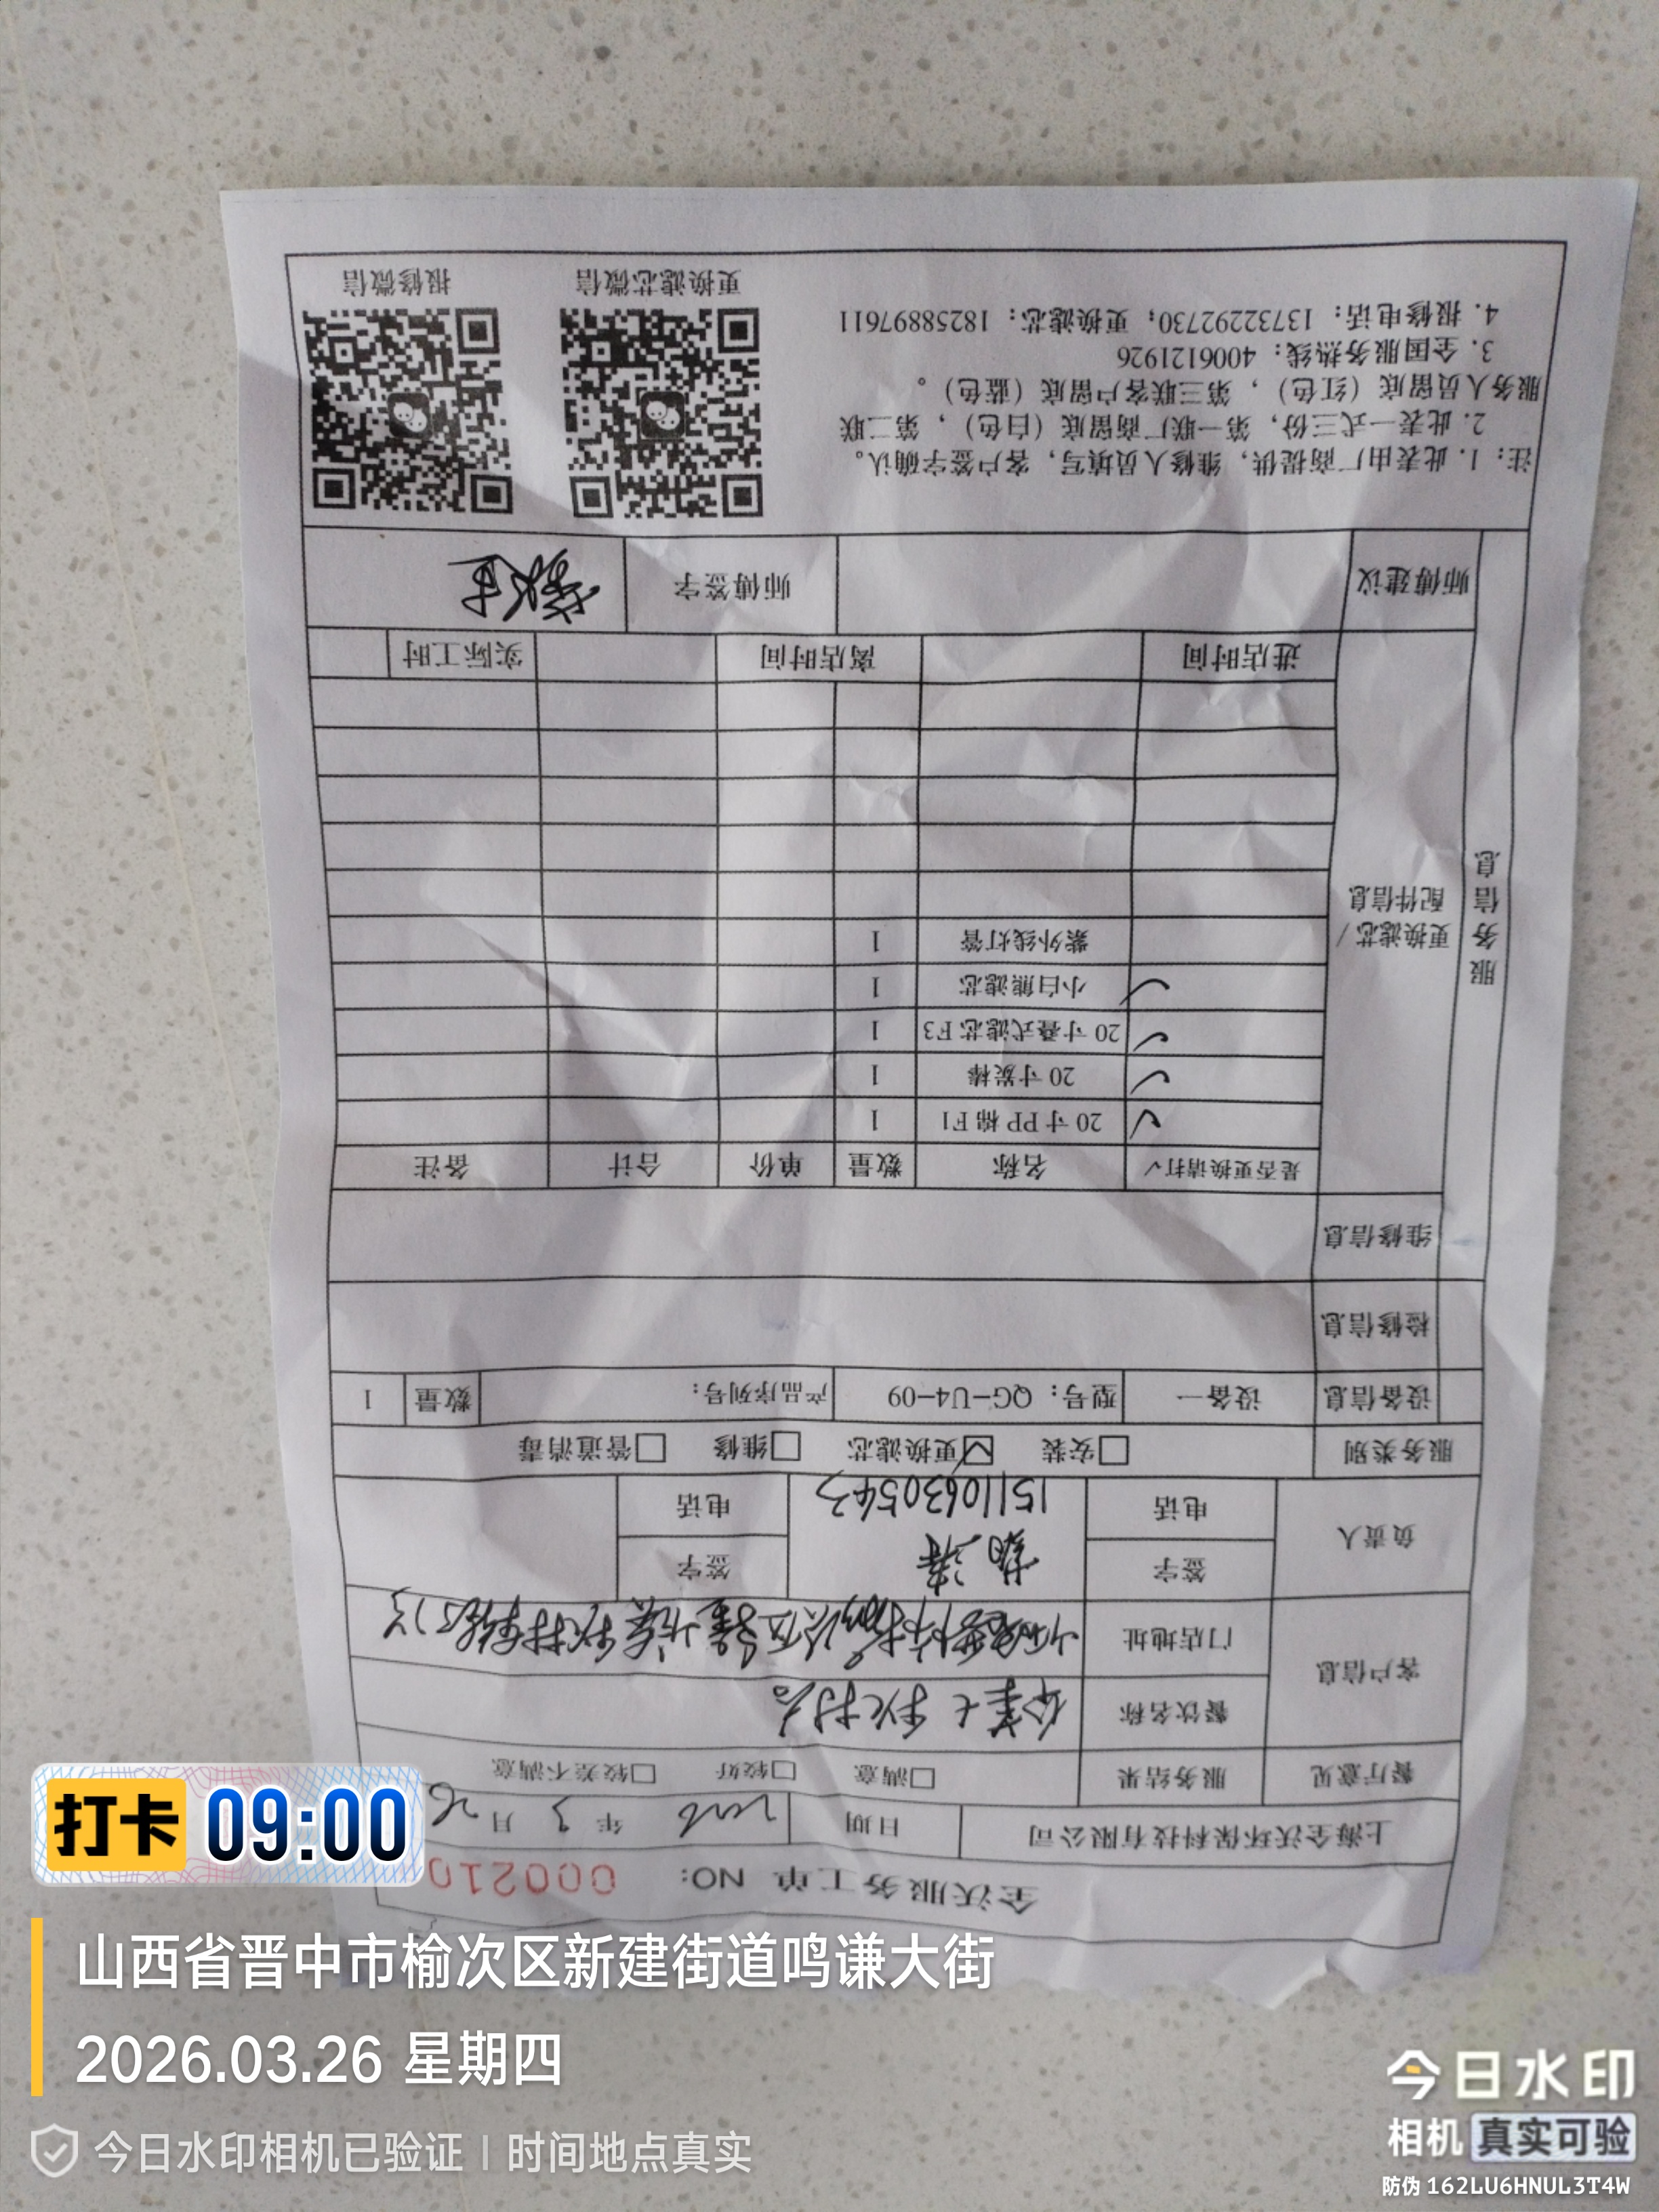 全沃服务工单 NO: 000210
上海全沃环保科技有限公司 日期 2026 年 3 月 26
餐厅意见 服务结果 □满意 □较好 □较差不满意
客户信息 餐饮名称
门店地址
负责人 签字 签字
电话 15110630543 电话
服务类别 □安装 ☑更换滤芯 □维修 □管道消毒
设备信息 设备一 型号: QG-U4-09 产品序列号: 数量 1
检修信息
维修信息
服务信息
更换滤芯/配件信息
是否更换请打√ 名称 数量 单价 合计 备注
✓ 20寸PP棉F1 1
✓ 20寸炭棒 1
✓ 20寸叠式滤芯F3 1
✓ 小白熊滤芯 1
紫外线灯管 1
进店时间 离店时间 实际工时
师傅建议 师傅签字
注: 1. 此表由厂商提供, 维修人员填写, 客户签字确认。
2. 此表一式三份, 第一联厂商留底 (白色) , 第二联
服务人员留底 (红色) , 第三联客户留底 (蓝色) 。
3. 全国服务热线: 4006121926
4. 报修电话: 13732292730; 更换滤芯: 18258897611
更换滤芯微信 报修微信
打卡 09:00
山西省晋中市榆次区新建街道鸣谦大街
2026.03.26 星期四
今日水印相机已验证 | 时间地点真实
今日水印
相机 真实可验
防伪 162LU6HNUL3T4W